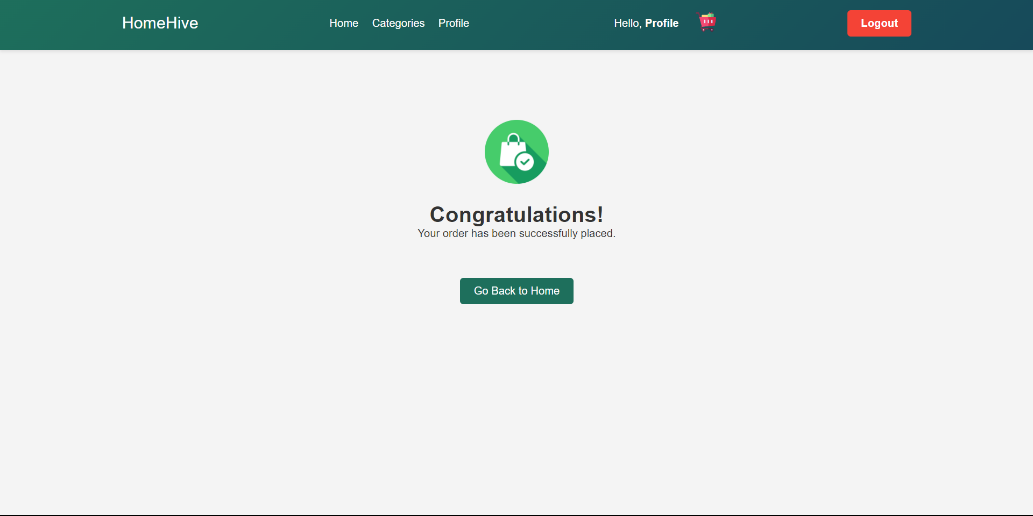 HomeHive Home Categories Profile Hello, Profile Logout
Congratulations!
Your order has been successfully placed.
Go Back to Home